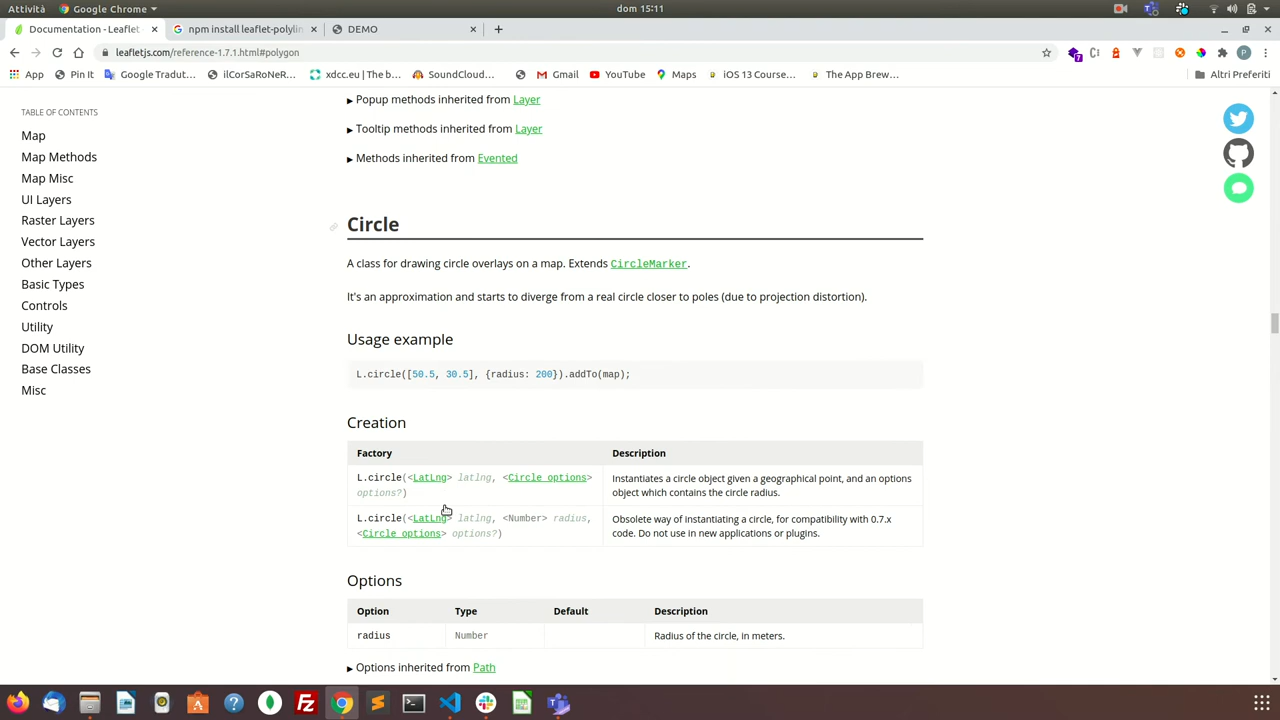 Attività
Google Chrome
dom 15:11
Documentation - Leaflet
npm install leaflet-polylin
DEMO
leafletjs.com/reference-1.7.1.html#polygon
7
P
App
Pin It
Google Tradut…
ilCorSaRoNeR…
xdcc.eu | The b…
SoundCloud…
Gmail
YouTube
Maps
iOS 13 Course…
The App Brew…
Altri Preferiti
TABLE OF CONTENTS
Map
Map Methods
Map Misc
UI Layers
Raster Layers
Vector Layers
Other Layers
Basic Types
Controls
Utility
DOM Utility
Base Classes
Misc
Popup methods inherited from Layer
Tooltip methods inherited from Layer
Methods inherited from Evented
Circle
A class for drawing circle overlays on a map. Extends CircleMarker.
It's an approximation and starts to diverge from a real circle closer to poles (due to projection distortion).
Usage example
L.circle([50.5, 30.5], {radius: 200}).addTo(map);
Creation
Factory Description
L.circle(<LatLng> latlng, <Circle options>
options?)
Instantiates a circle object given a geographical point, and an options
object which contains the circle radius.
L.circle(<LatLng> latlng, <Number> radius,
<Circle options> options?)
Obsolete way of instantiating a circle, for compatibility with 0.7.x
code. Do not use in new applications or plugins.
Options
Option Type Default Description
radius Number Radius of the circle, in meters.
Options inherited from Path